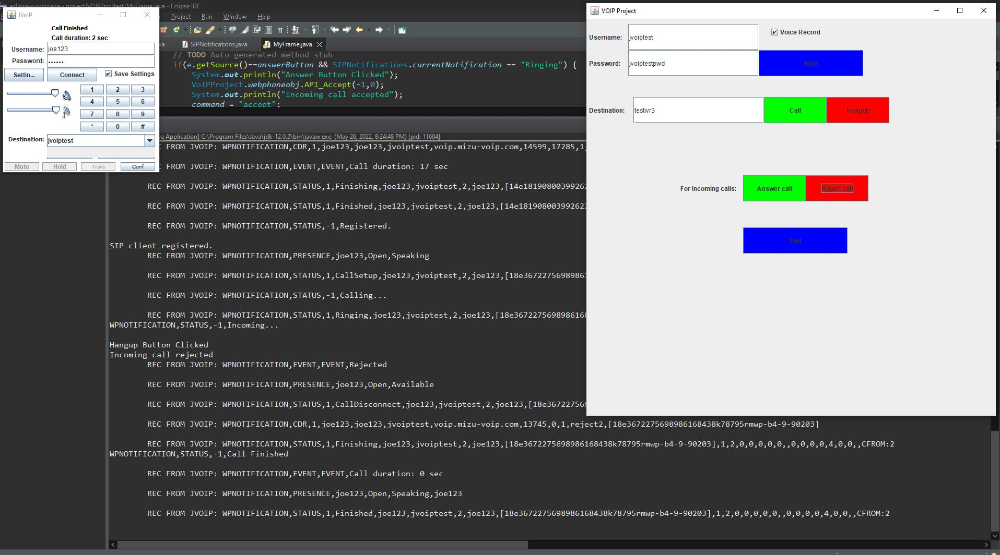 eclipse-workspace - projectJVOIP/src/test/MyFrame.java - Eclipse IDE
Project Run Window Help
SIPNotifications.java MyFrame.java
// TODO Auto-generated method stub
if(e.getSource()==answerButton && SIPNotifications.currentNotification == "Ringing") {
System.out.println("Answer Button Clicked");
VoIPProject.webphoneobj.API_Accept(-1,0);
System.out.println("Incoming call accepted");
command = "accept";
JVoIP
Call Finished
Call duration: 2 sec
Username: joe123
Password: ••••••
Settin... Connect Save Settings
1 2 3
4 5 6
7 8 9
* 0 #
Destination: jvoiptest
Mute Hold Trans Conf
va Application] C:\Program Files\Java\jdk-12.0.2\bin\javaw.exe (May 26, 2022, 8:24:48 PM) [pid: 11604]
C FROM JVOIP: WPNOTIFICATION,CDR,1,joe123,joe123,jvoiptest,voip.mizu-voip.com,14599,17285,1,
C FROM JVOIP: WPNOTIFICATION,EVENT,EVENT,Call duration: 17 sec
REC FROM JVOIP: WPNOTIFICATION,STATUS,1,Finishing,joe123,jvoiptest,2,joe123,[14e1819080039926
REC FROM JVOIP: WPNOTIFICATION,STATUS,1,Finished,joe123,jvoiptest,2,joe123,[14e18190800399262
REC FROM JVOIP: WPNOTIFICATION,STATUS,-1,Registered.
SIP client registered.
REC FROM JVOIP: WPNOTIFICATION,PRESENCE,joe123,Open,Speaking
REC FROM JVOIP: WPNOTIFICATION,STATUS,1,CallSetup,joe123,jvoiptest,2,joe123,[18e3672275698986
REC FROM JVOIP: WPNOTIFICATION,STATUS,-1,Calling...
REC FROM JVOIP: WPNOTIFICATION,STATUS,1,Ringing,joe123,jvoiptest,2,joe123,[18e367227569898616
WPNOTIFICATION,STATUS,-1,Incoming...
Hangup Button Clicked
Incoming call rejected
REC FROM JVOIP: WPNOTIFICATION,EVENT,EVENT,Rejected
REC FROM JVOIP: WPNOTIFICATION,PRESENCE,joe123,Open,Available
REC FROM JVOIP: WPNOTIFICATION,STATUS,1,CallDisconnect,joe123,jvoiptest,2,joe123,[18e36722756
REC FROM JVOIP: WPNOTIFICATION,CDR,1,joe123,joe123,jvoiptest,voip.mizu-voip.com,13745,0,1,reject2,[18e3672275698986168438k78795rmwp-b4-9-90203]
REC FROM JVOIP: WPNOTIFICATION,STATUS,1,Finishing,joe123,jvoiptest,2,joe123,[18e3672275698986168438k78795rmwp-b4-9-90203],1,2,0,0,0,0,0,,0,0,0,0,4,0,0,,CFROM:2
WPNOTIFICATION,STATUS,-1,Call Finished
REC FROM JVOIP: WPNOTIFICATION,EVENT,EVENT,Call duration: 0 sec
REC FROM JVOIP: WPNOTIFICATION,PRESENCE,joe123,Open,Speaking,joe123
REC FROM JVOIP: WPNOTIFICATION,STATUS,1,Finished,joe123,jvoiptest,2,joe123,[18e3672275698986168438k78795rmwp-b4-9-90203],1,2,0,0,0,0,0,,0,0,0,0,4,0,0,,CFROM:2
VOIP Project
Username: jvoiptest Voice Record
Password: jvoiptestpwd Start
Destination: testivr3 Call Hangup
For incoming calls: Answer call Reject call
End